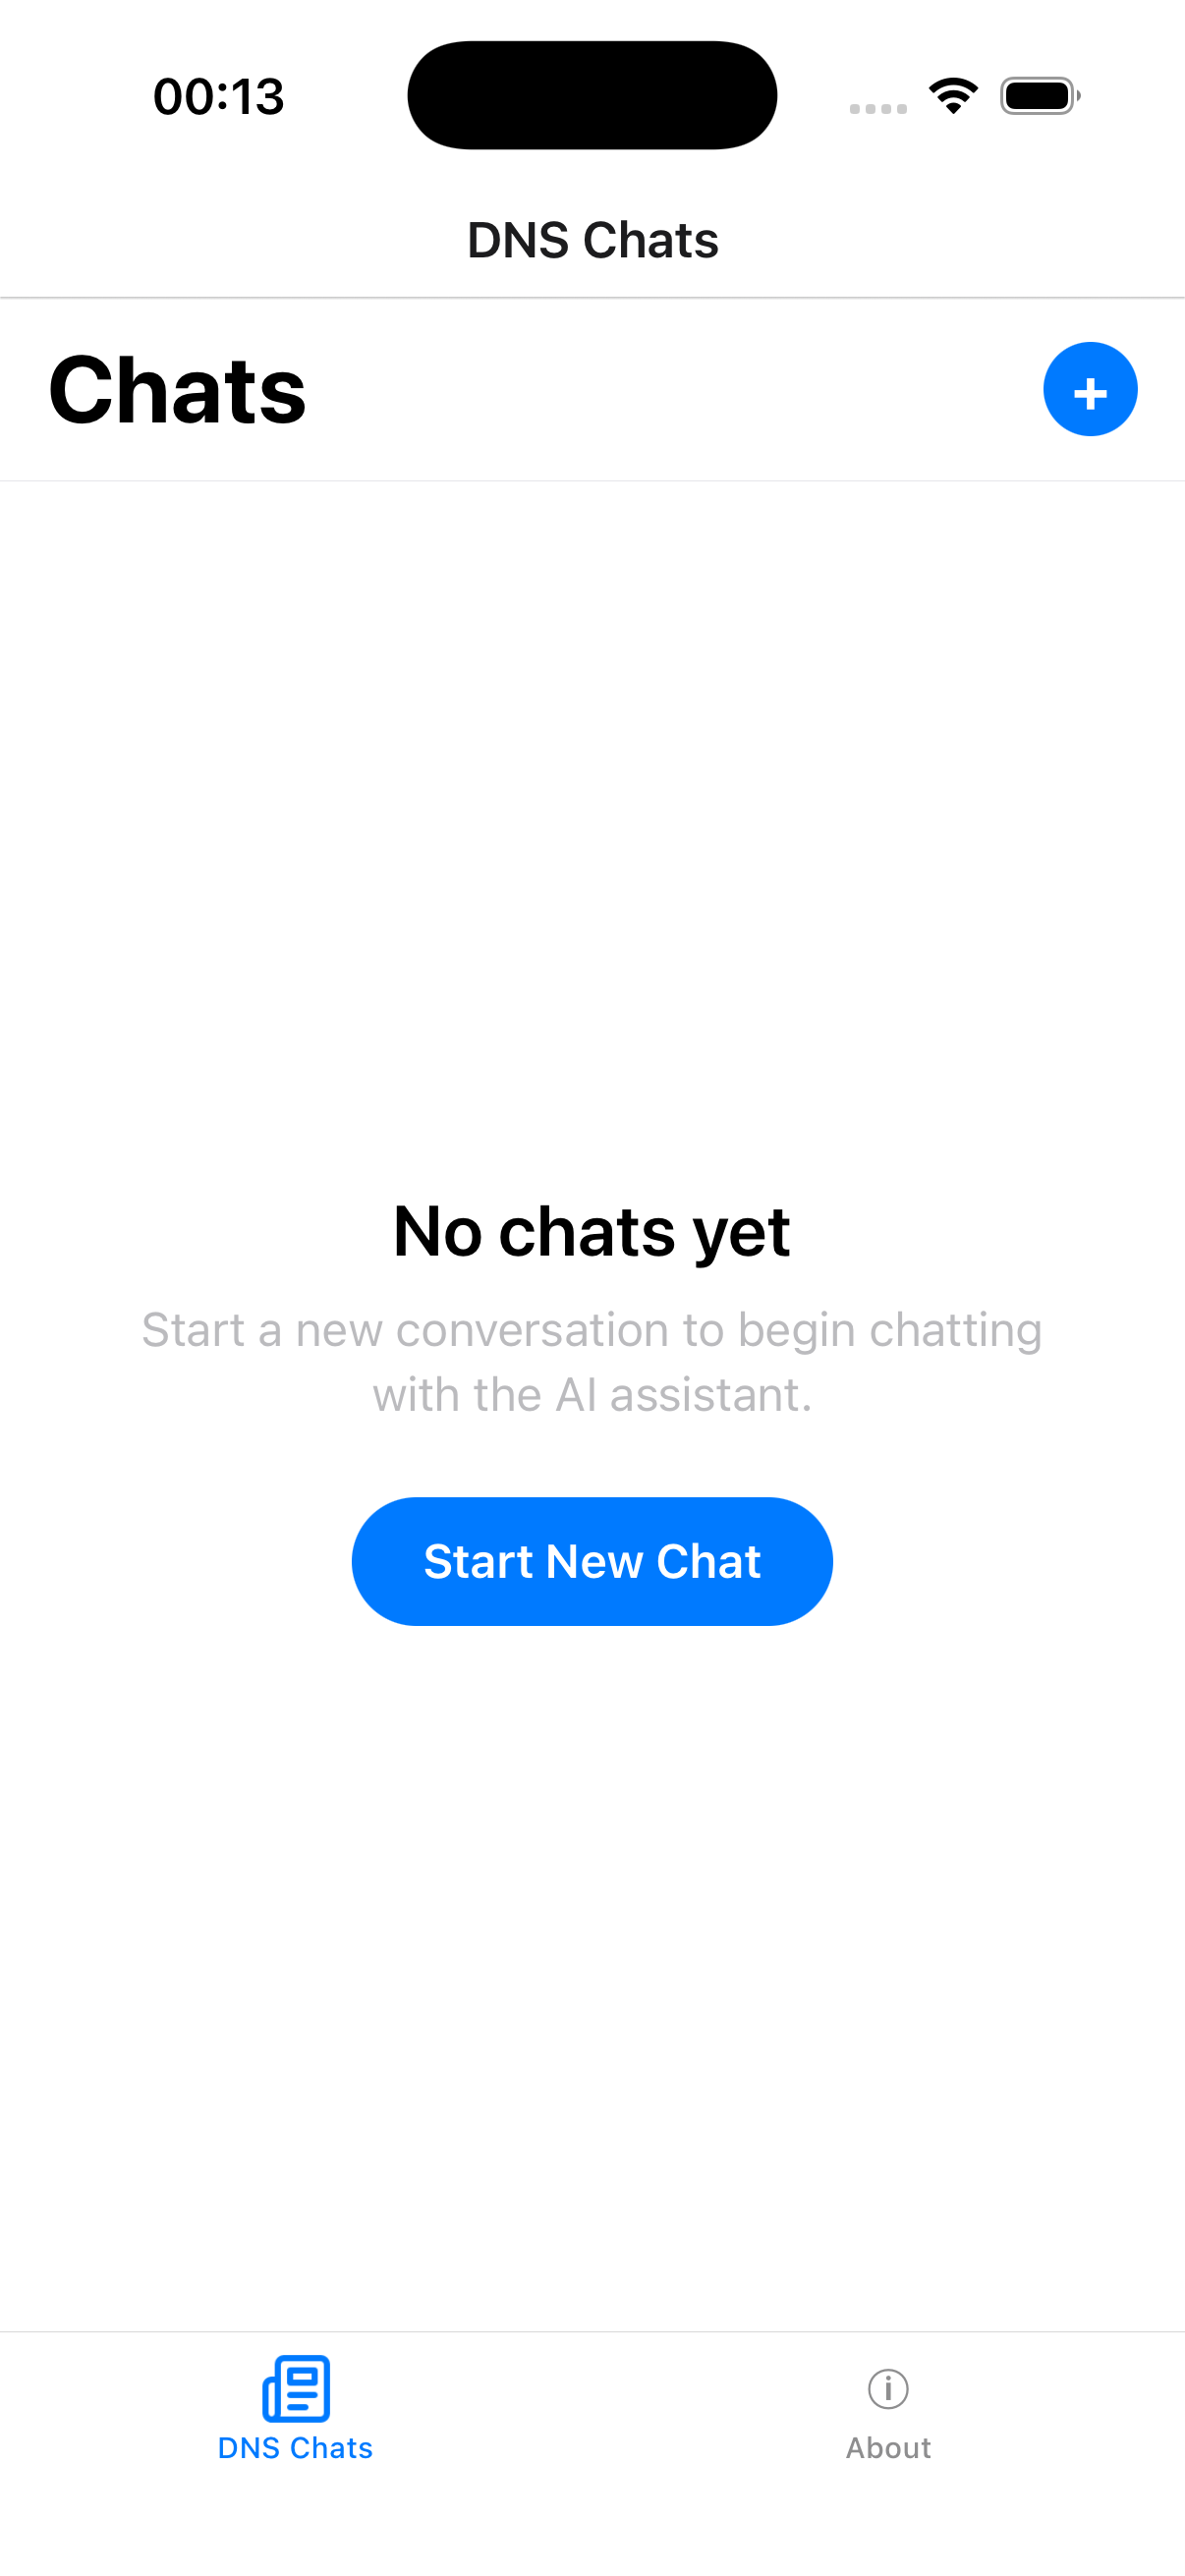 00:13
DNS Chats
Chats
+
No chats yet
Start a new conversation to begin chatting
with the AI assistant.
Start New Chat
DNS Chats
About